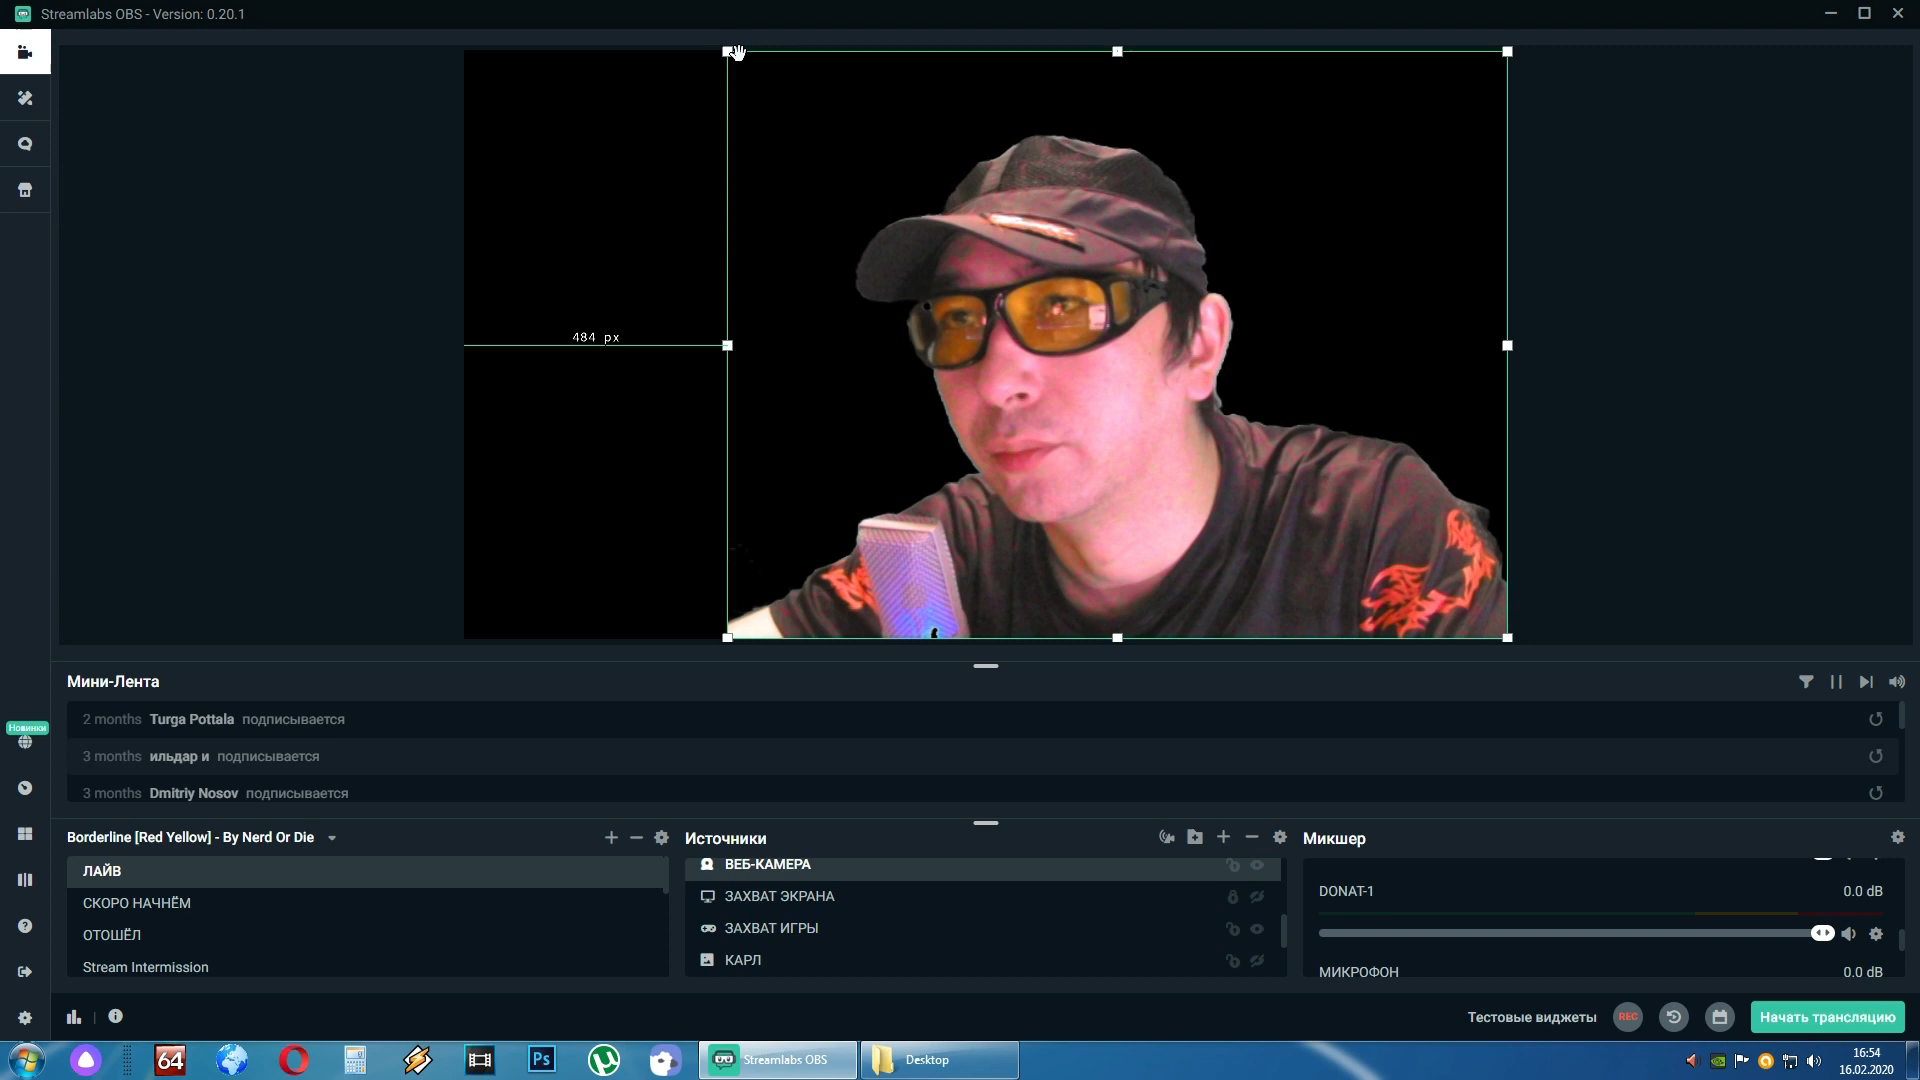 Streamlabs OBS - Version: 0.20.1
484 px
Новинки
Мини-Лента
2 months Turga Pottala подписывается
3 months ильдар и подписывается
3 months Dmitriy Nosov подписывается
Borderline [Red Yellow] - By Nerd Or Die
ЛАЙВ
СКОРО НАЧНЁМ
ОТОШЁЛ
Stream Intermission
Источники
ВЕБ-КАМЕРА
ЗАХВАТ ЭКРАНА
ЗАХВАТ ИГРЫ
КАРЛ
Микшер
DONAT-1 0.0 dB
МИКРОФОН 0.0 dB
Тестовые виджеты
REC
Начать трансляцию
64
Ps
Streamlabs OBS
Desktop
16:54
16.02.2020